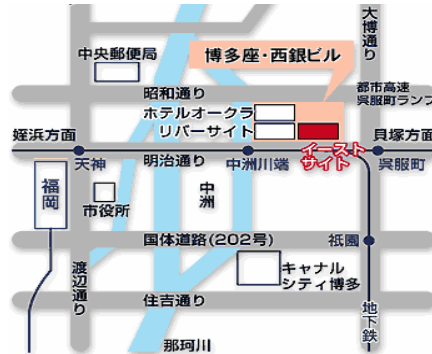 大博通り
中央郵便局
博多座・西銀ビル
昭和通り
都市高速
呉服町ランプ
ホテルオークラ
リバーサイト
姪浜方面
貝塚方面
イースト
サイト
天神
明治通り
中洲川端
呉服町
福岡
市役所
中洲
国体道路(202号)
祇園
渡辺通り
キャナル
シティ博多
住吉通り
地下鉄
那珂川